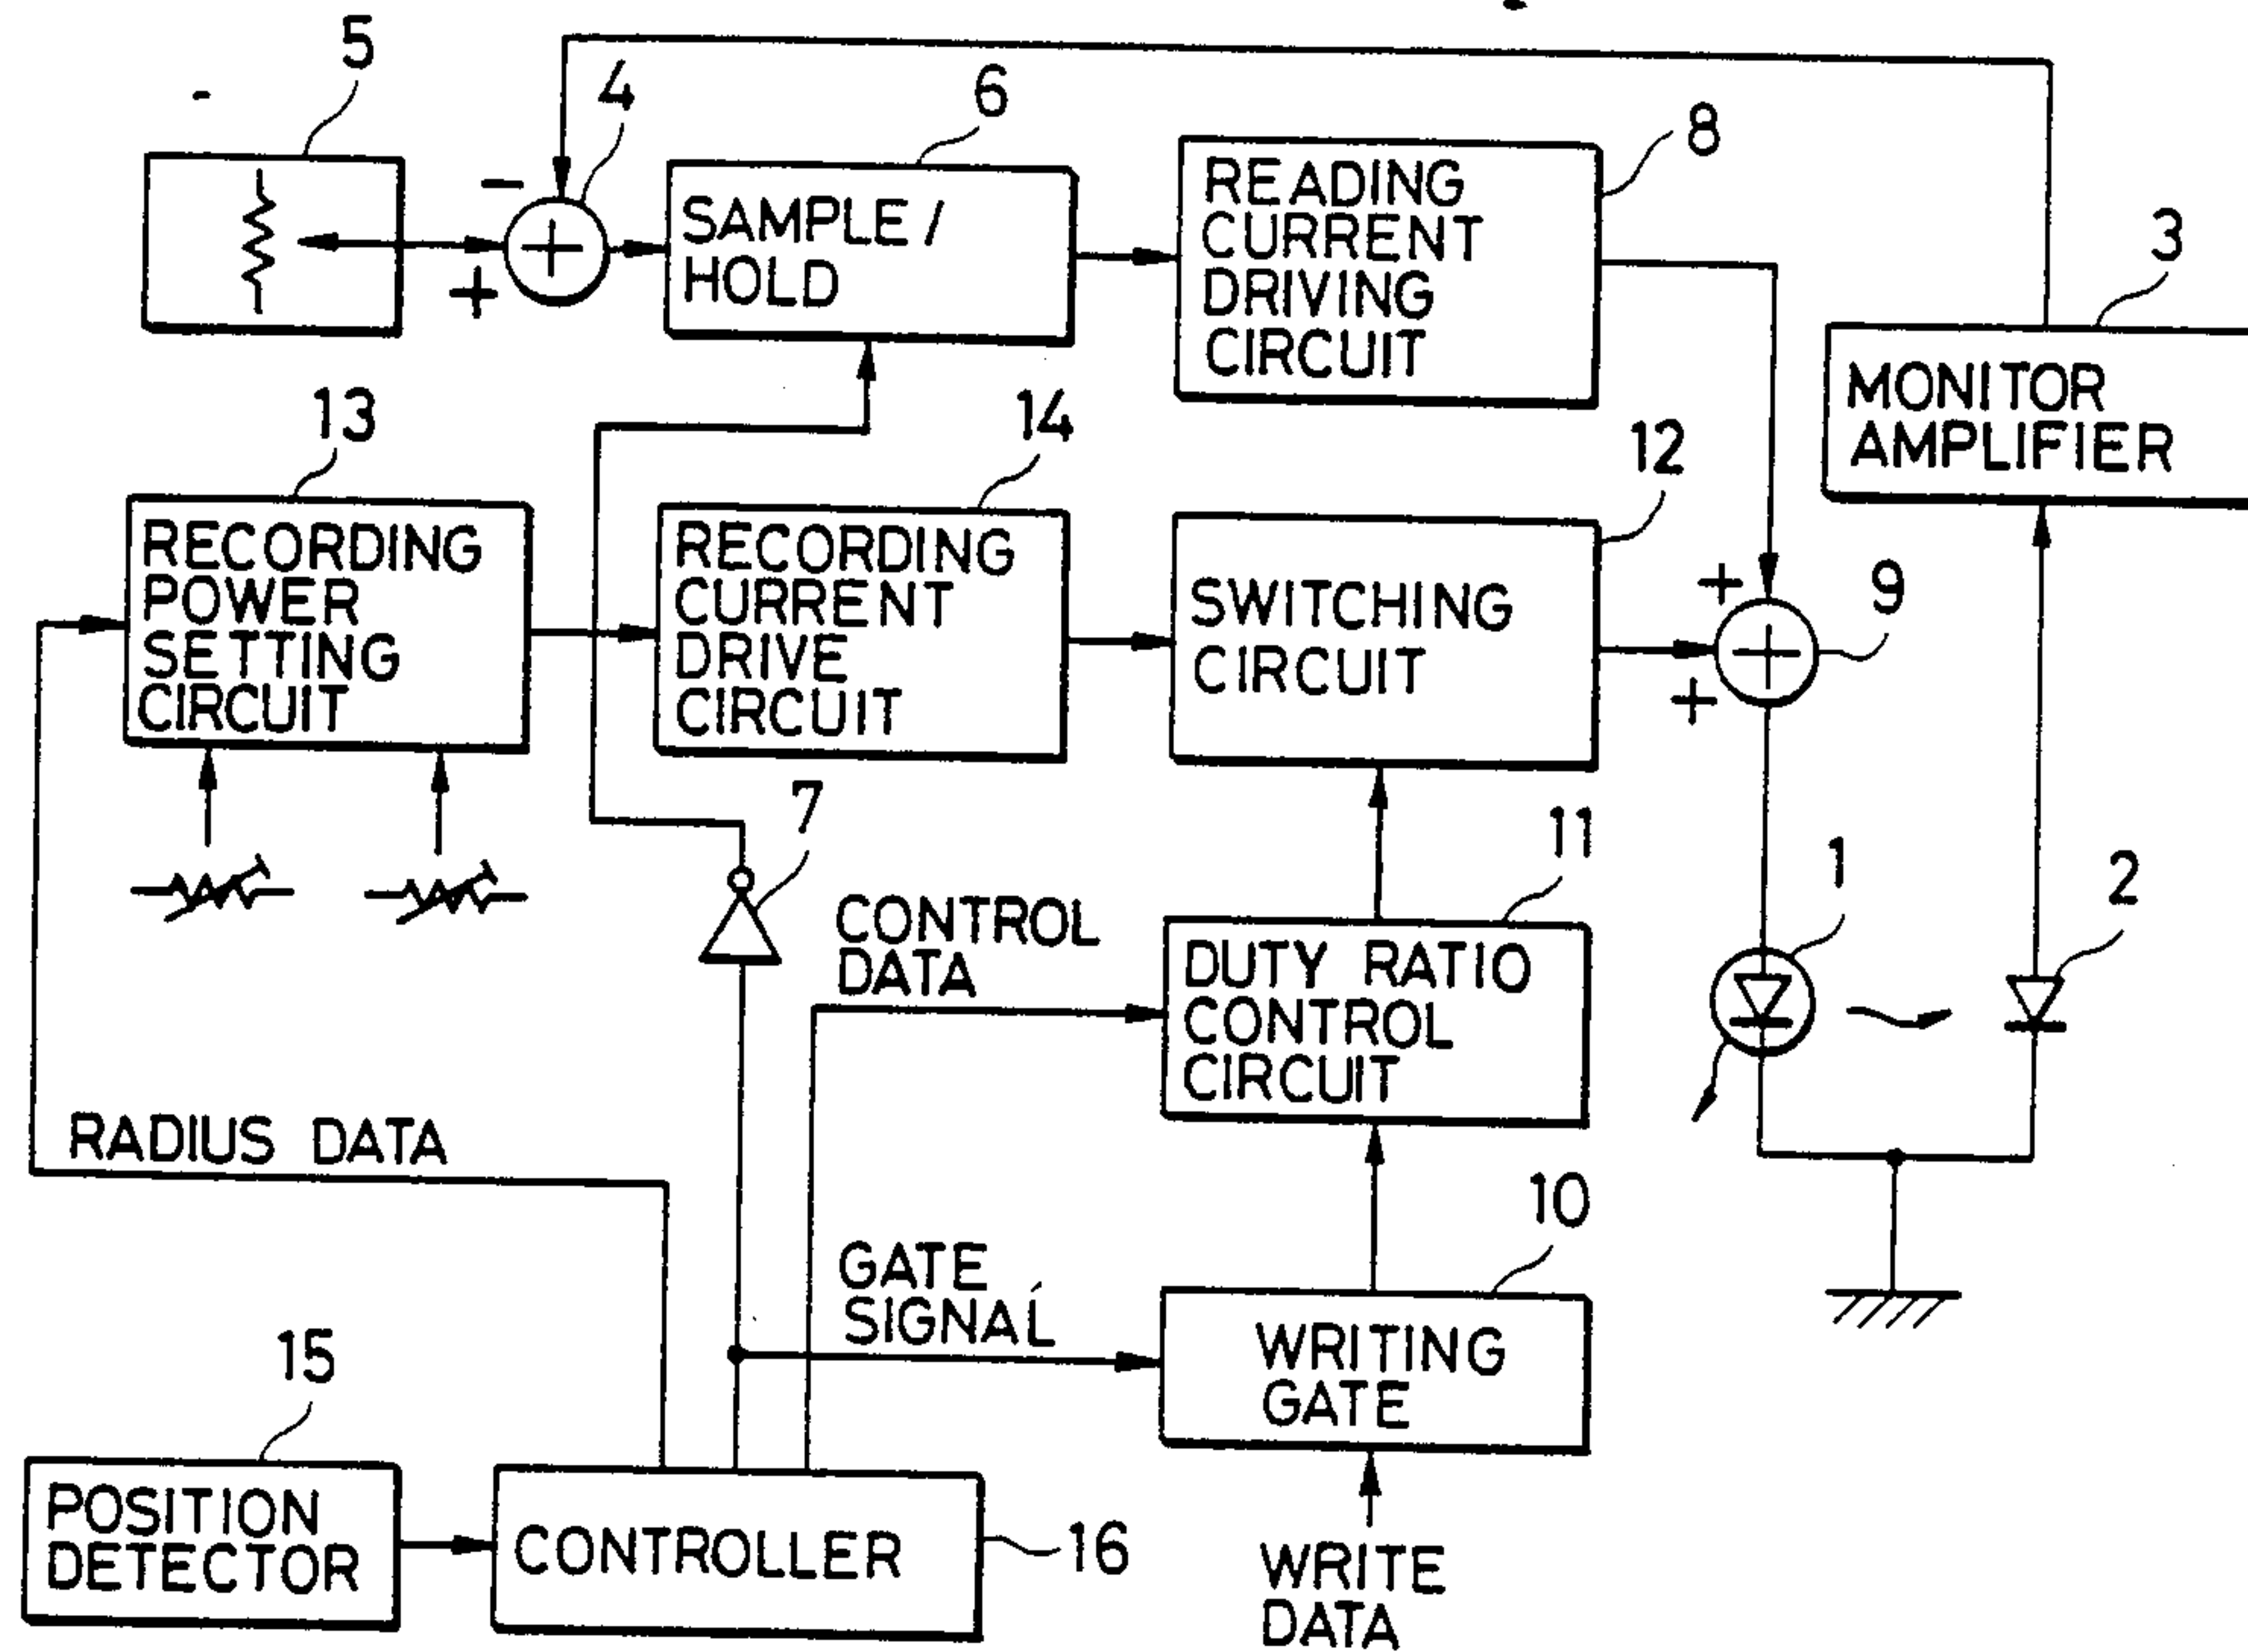 5
4
6
8
3
-
+
+
SAMPLE /
HOLD
READING
CURRENT
DRIVING
CIRCUIT
MONITOR
AMPLIFIER
13
14
12
9
RECORDING
POWER
SETTING
CIRCUIT
RECORDING
CURRENT
DRIVE
CIRCUIT
SWITCHING
CIRCUIT
+
+
+
7
11
1
2
CONTROL
DATA
DUTY RATIO
CONTROL
CIRCUIT
RADIUS DATA
10
GATE
SIGNAL
WRITING
GATE
15
POSITION
DETECTOR
CONTROLLER
16
WRITE
DATA